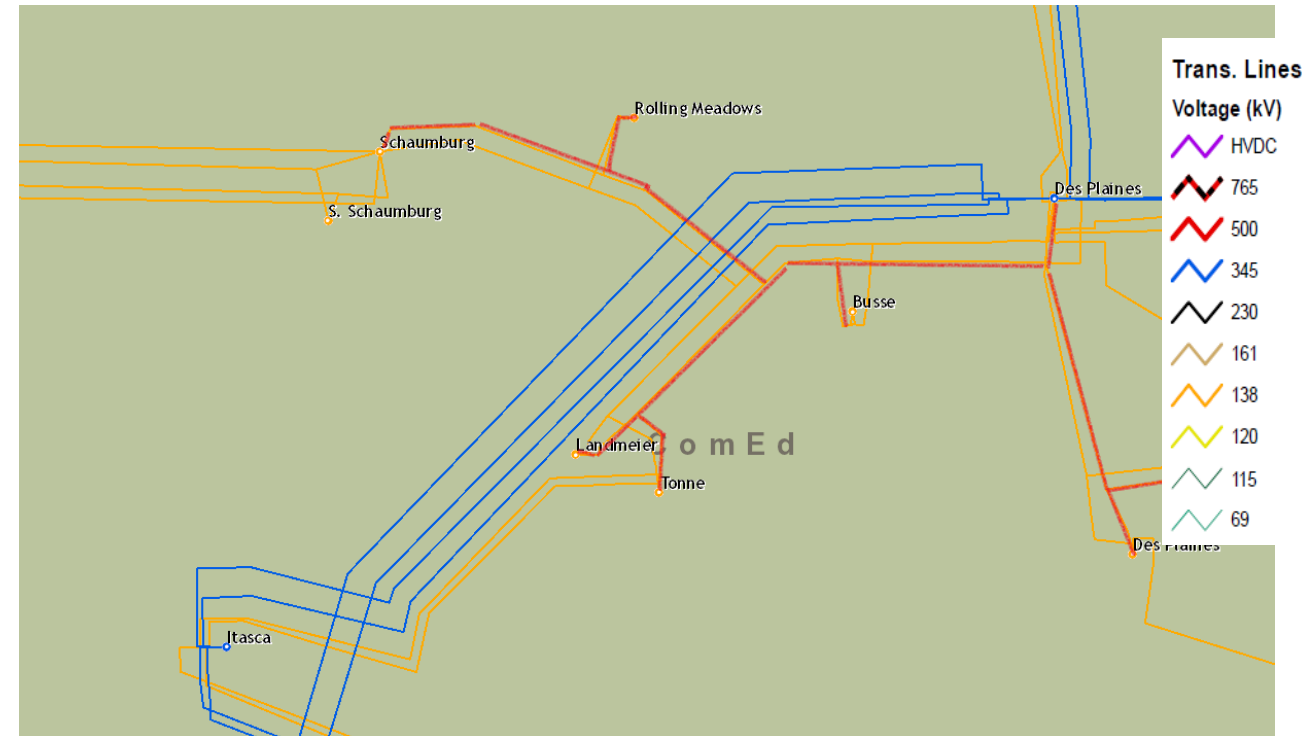 Trans. Lines
Voltage (kV)
HVDC
765
500
345
230
161
138
120
115
69
Rolling Meadows
Schaumburg
Des Plaines
S. Schaumburg
Busse
Landmeier
ComEd
Tonne
Des Plaines
Itasca